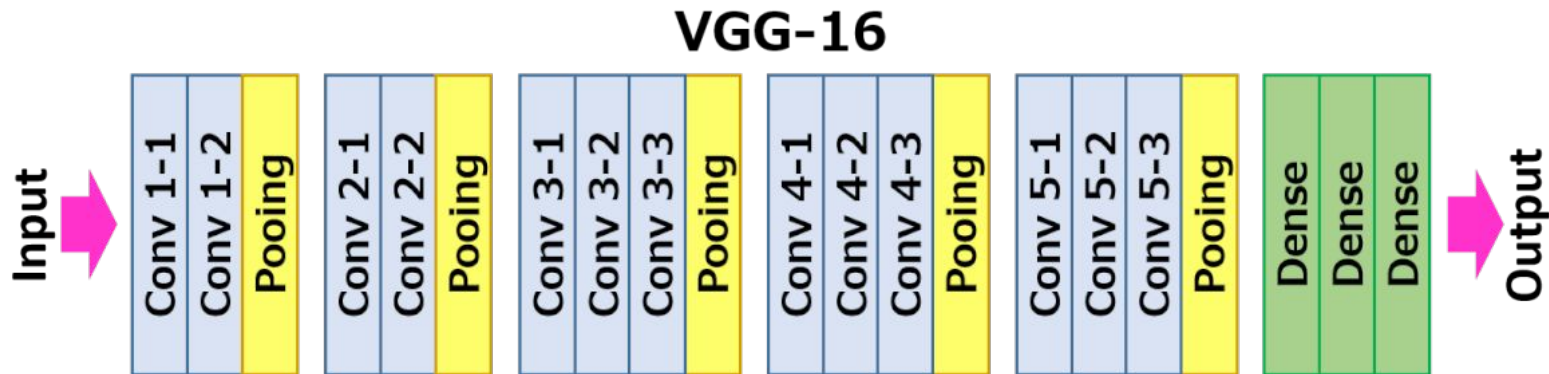 VGG-16
Input
Conv 1-1
Conv 1-2
Pooing
Conv 2-1
Conv 2-2
Pooing
Conv 3-1
Conv 3-2
Conv 3-3
Pooing
Conv 4-1
Conv 4-2
Conv 4-3
Pooing
Conv 5-1
Conv 5-2
Conv 5-3
Pooing
Dense
Dense
Dense
Output